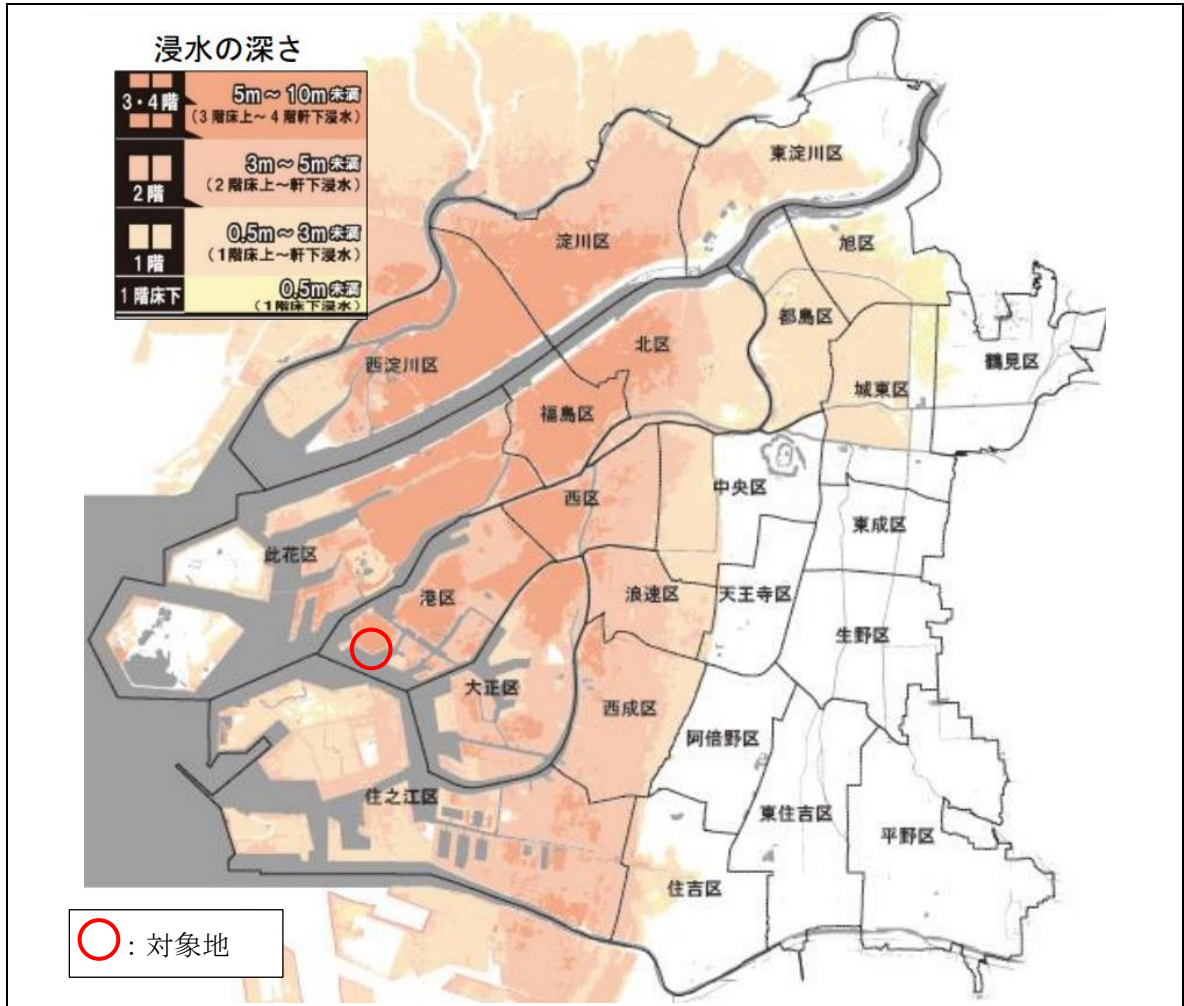 浸水の深さ
3・4階
5m～10m未満
(3階床上～4階軒下浸水)
2階
3m～5m未満
(2階床上～軒下浸水)
1階
0.5m～3m未満
(1階床上～軒下浸水)
1階床下
0.5m未満
(1階床下浸水)
東淀川区
淀川区
旭区
都島区
北区
鶴見区
西淀川区
城東区
福島区
中央区
西区
東成区
此花区
港区
浪速区
天王寺区
生野区
大正区
西成区
阿倍野区
住之江区
東住吉区
平野区
住吉区
：対象地